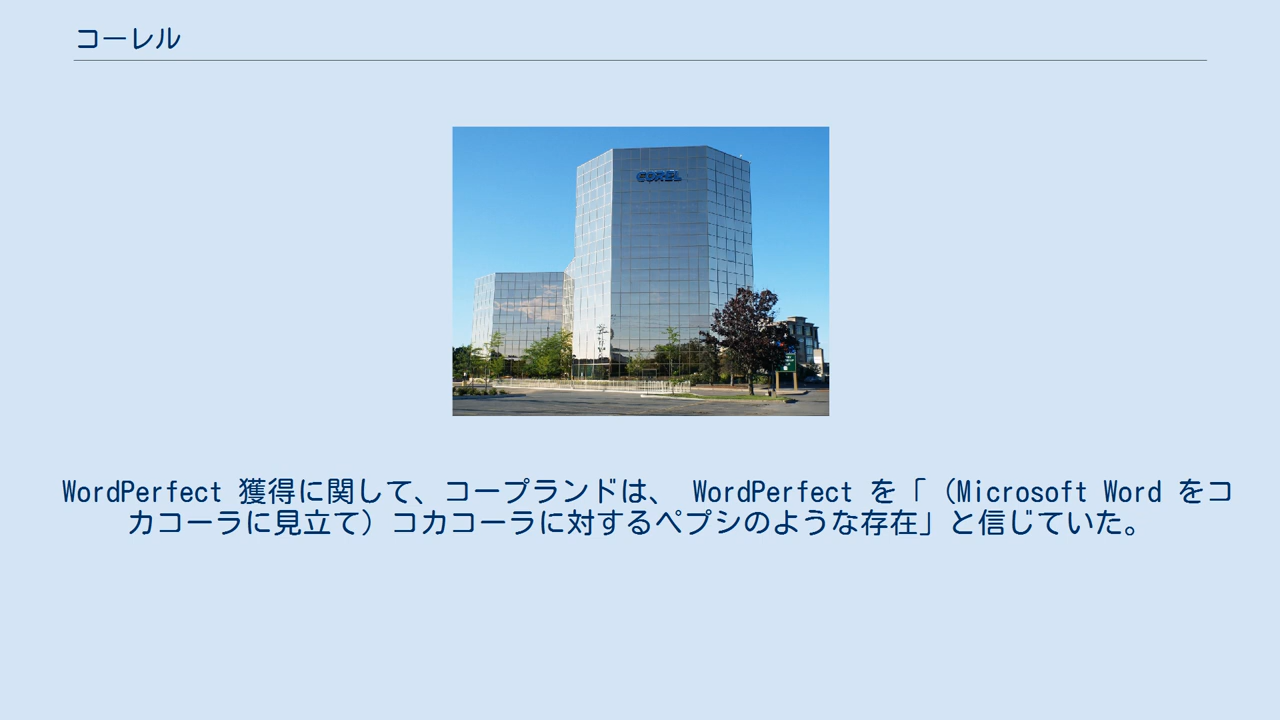 コーレル
COREL
WordPerfect 獲得に関して、コープランドは、 WordPerfect を「（Microsoft Word をコ
カコーラに見立て）コカコーラに対するペプシのような存在」と信じていた。